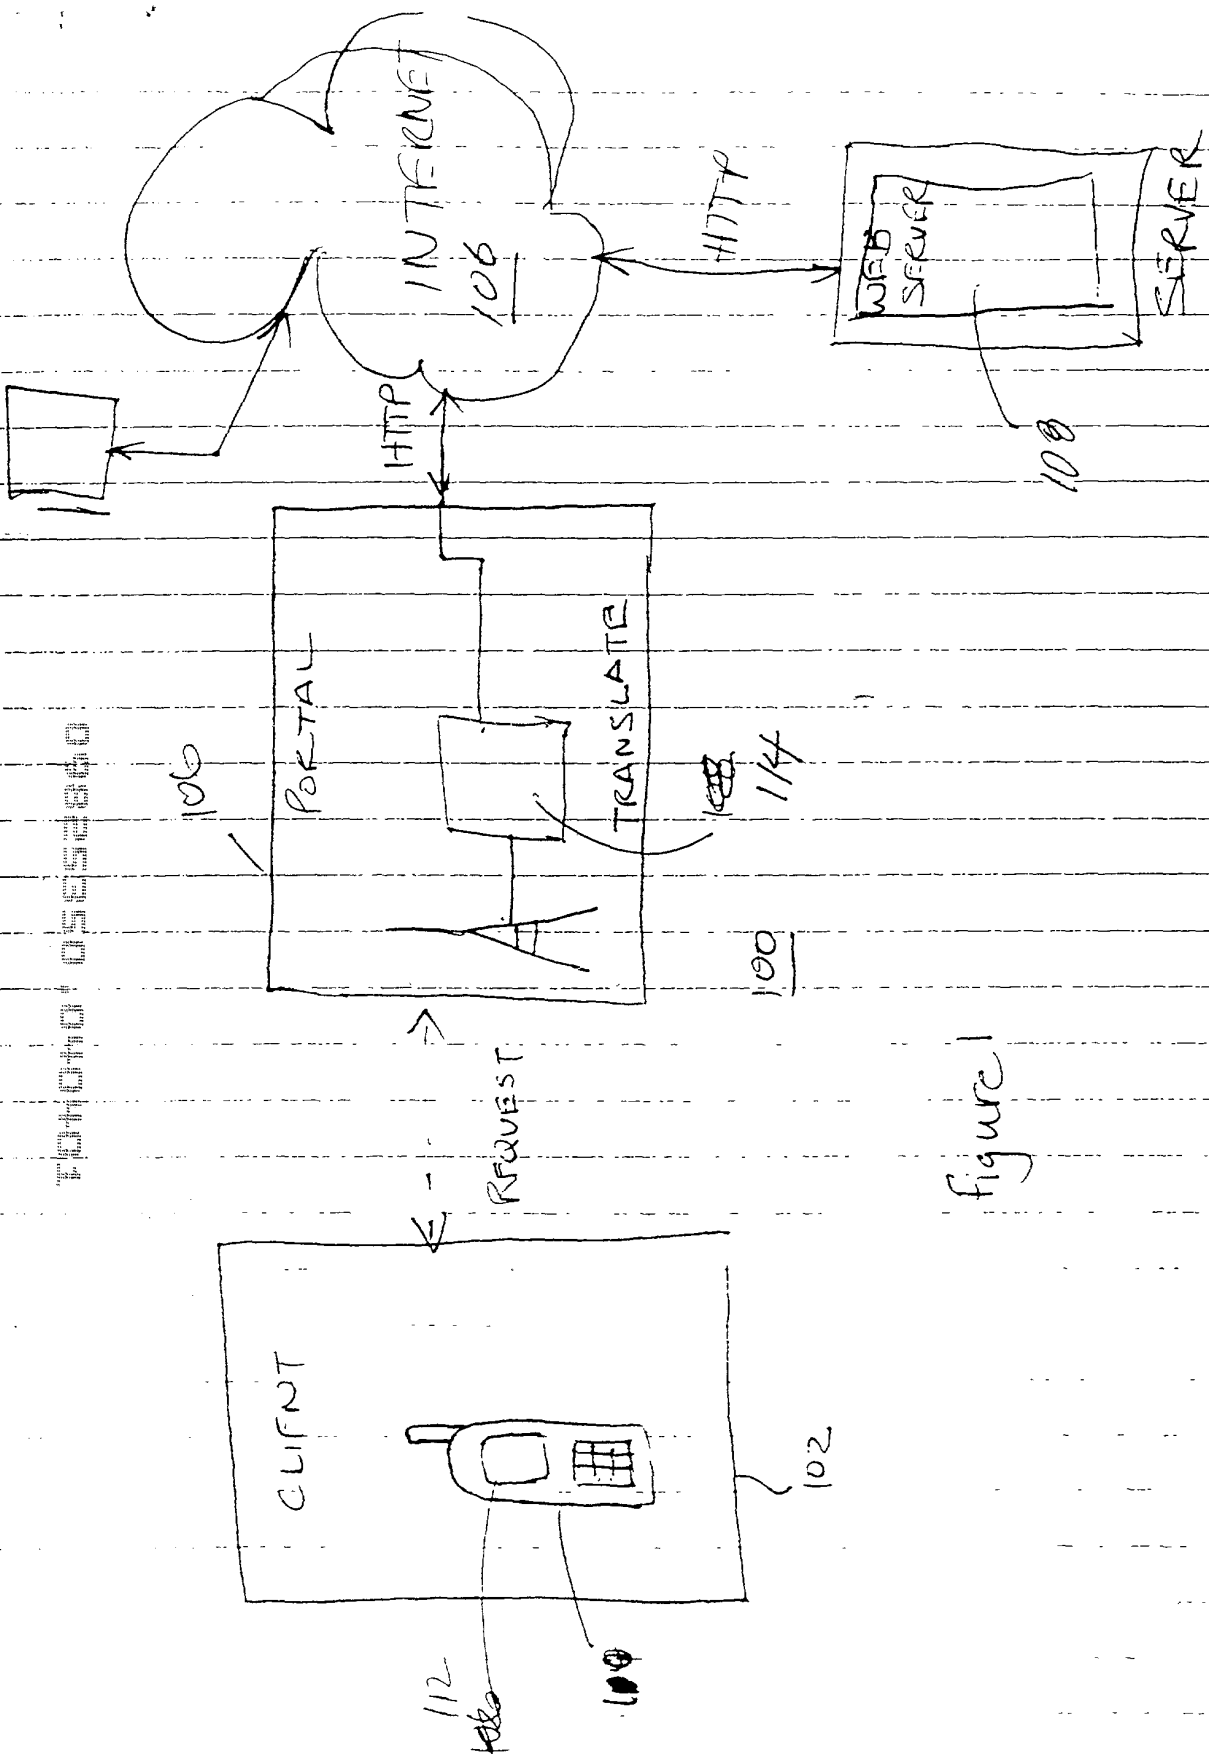 INTERNET
106
HTTP
HTTP
WEB
SERVER
SERVER
108
106
PORTAL
TRANSLATE
114
100
REQUEST
CLIENT
102
112
figure 1